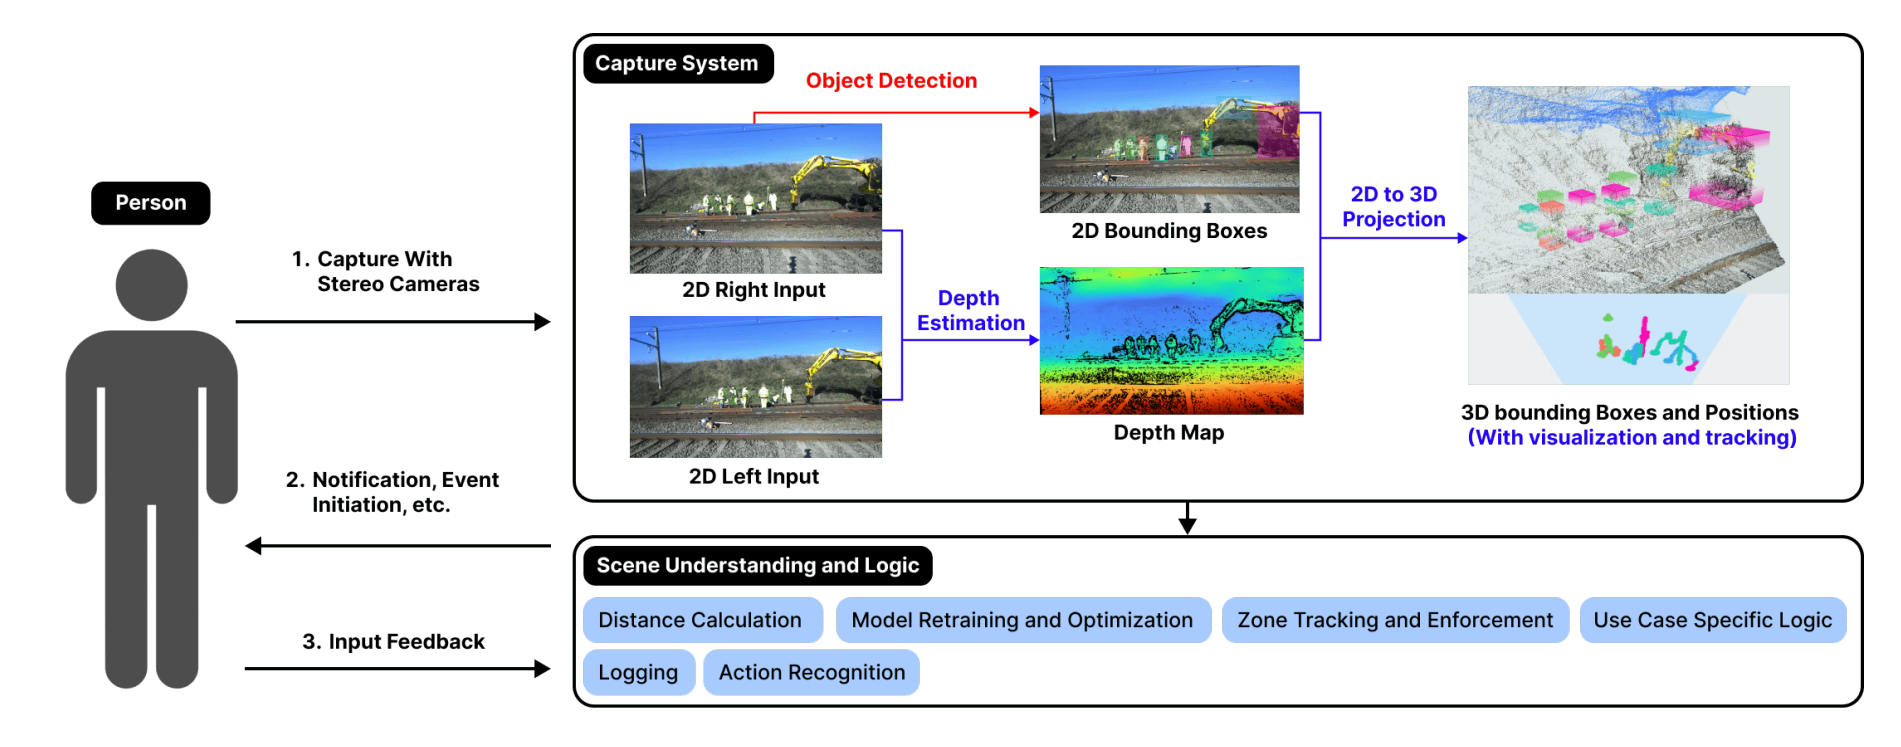 Capture System
Object Detection
Person
1. Capture With
Stereo Cameras
2D Right Input
2D Bounding Boxes
Depth
Estimation
2D to 3D
Projection
2D Left Input
Depth Map
3D bounding Boxes and Positions
(With visualization and tracking)
2. Notification, Event
Initiation, etc.
3. Input Feedback
Scene Understanding and Logic
Distance Calculation
Model Retraining and Optimization
Zone Tracking and Enforcement
Use Case Specific Logic
Logging
Action Recognition